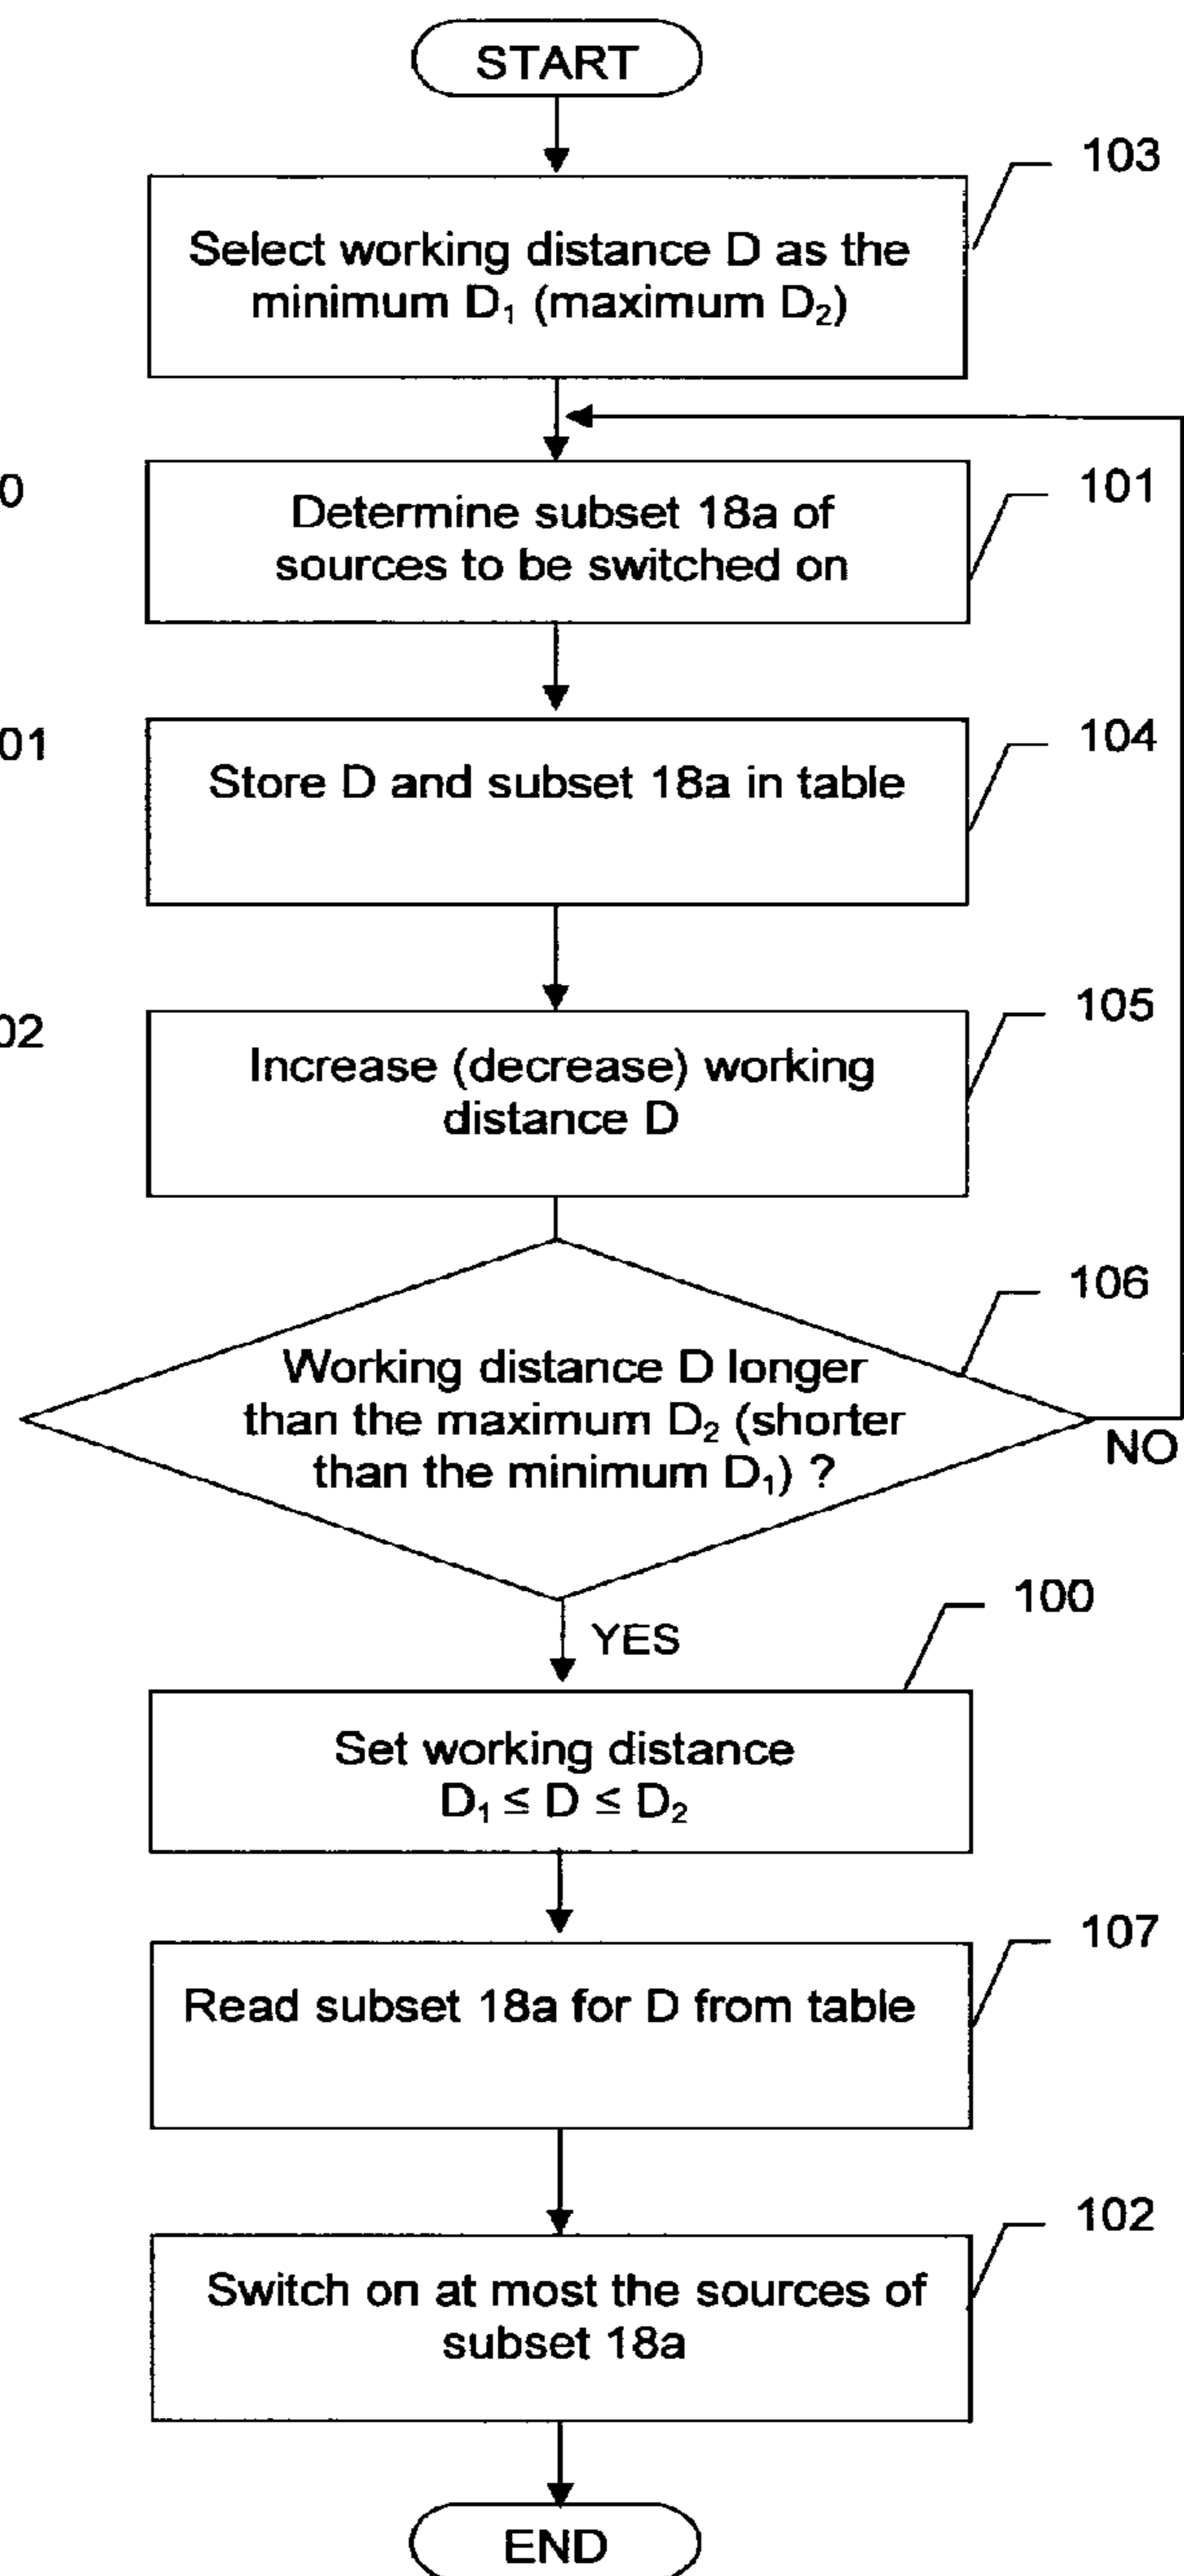 START
103
Select working distance D as the
minimum D₁ (maximum D₂)
0
101
Determine subset 18a of
sources to be switched on
01
104
Store D and subset 18a in table
02
105
Increase (decrease) working
distance D
106
Working distance D longer
than the maximum D₂ (shorter
than the minimum D₁) ?
NO
100
YES
Set working distance
D₁ ≤ D ≤ D₂
107
Read subset 18a for D from table
102
Switch on at most the sources of
subset 18a
END